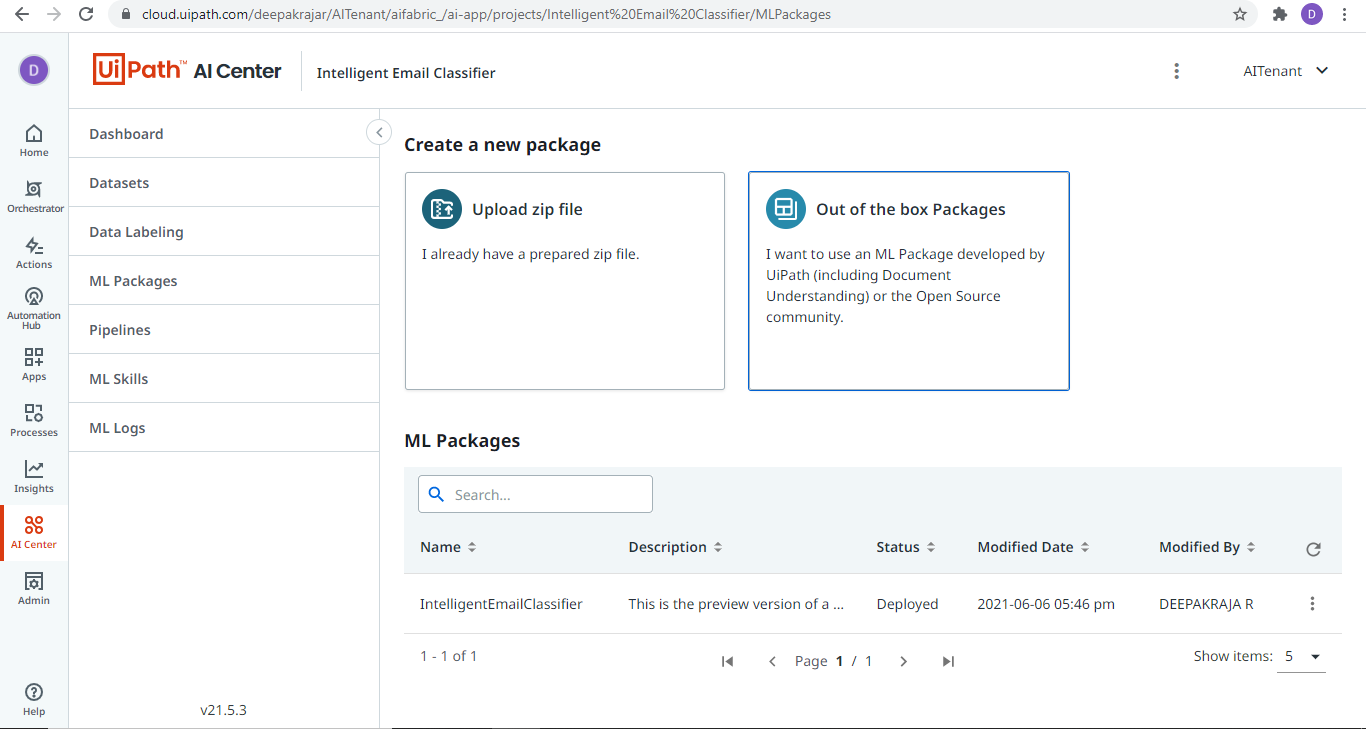 cloud.uipath.com/deepakrajar/AITenant/aifabric_/ai-app/projects/Intelligent%20Email%20Classifier/MLPackages
D
D
UiPath™ AI Center
Intelligent Email Classifier
AITenant
Home
Orchestrator
Actions
Automation
Hub
Apps
Processes
Insights
AI Center
Admin
Help
Dashboard
Datasets
Data Labeling
ML Packages
Pipelines
ML Skills
ML Logs
v21.5.3
Create a new package
Upload zip file
I already have a prepared zip file.
Out of the box Packages
I want to use an ML Package developed by
UiPath (including Document
Understanding) or the Open Source
community.
ML Packages
Search...
Name Description Status Modified Date Modified By
IntelligentEmailClassifier This is the preview version of a ... Deployed 2021-06-06 05:46 pm DEEPAKRAJA R
1 - 1 of 1 Page 1 / 1 Show items: 5